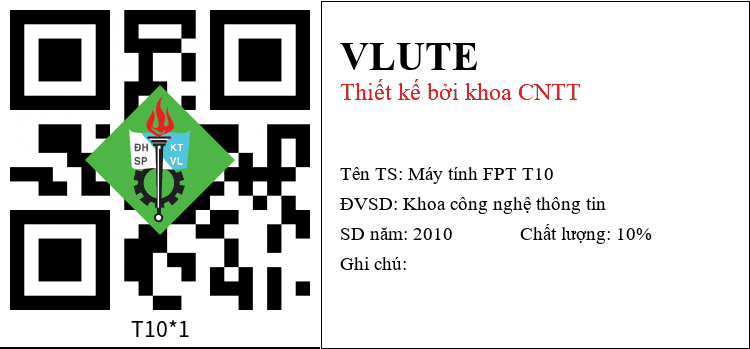 ĐH KT
SP VL
T10*1
VLUTE
Thiết kế bởi khoa CNTT
Tên TS: Máy tính FPT T10
ĐVSD: Khoa công nghệ thông tin
SD năm: 2010 Chất lượng: 10%
Ghi chú: